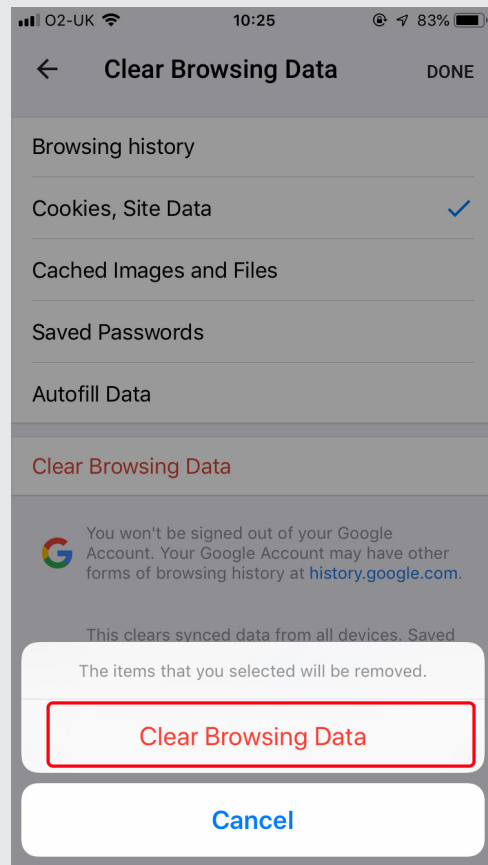 O2-UK 10:25 83%
Clear Browsing Data DONE
Browsing history
Cookies, Site Data
Cached Images and Files
Saved Passwords
Autofill Data
Clear Browsing Data
You won't be signed out of your Google
Account. Your Google Account may have other
forms of browsing history at history.google.com.
This clears synced data from all devices. Saved
The items that you selected will be removed.
Clear Browsing Data
Cancel